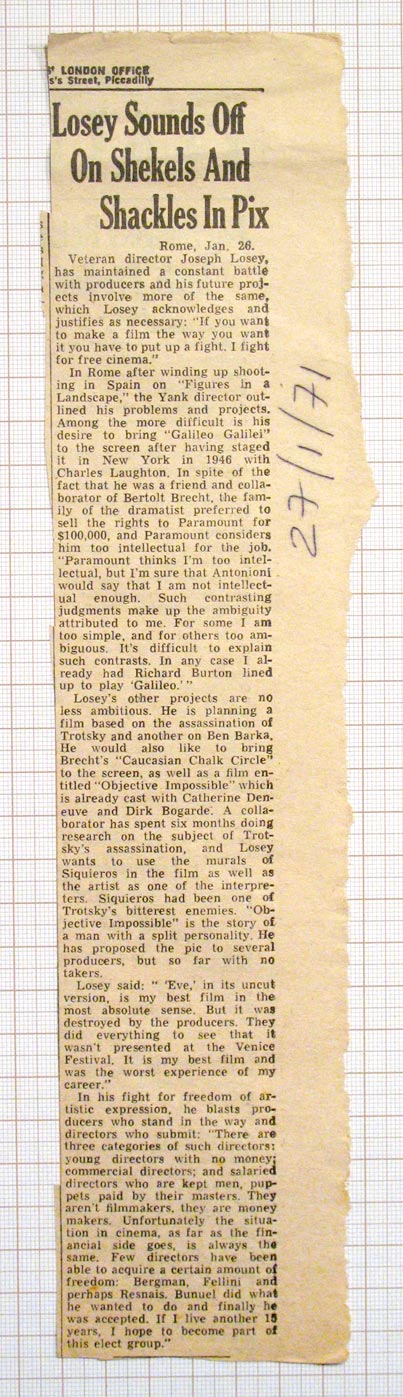 ' LONDON OFFICE
s's Street, Piccadilly
Losey Sounds Off
On Shekels And
Shackles In Pix
Rome, Jan. 26.
Veteran director Joseph Losey,
has maintained a constant battle
with producers and his future proj-
ects involve more of the same,
which Losey acknowledges and
justifies as necessary: "If you want
to make a film the way you want
it you have to put up a fight. I fight
for free cinema."
In Rome after winding up shoot-
ing in Spain on "Figures in a
Landscape," the Yank director out-
lined his problems and projects.
Among the more difficult is his
desire to bring "Galileo Galilei"
to the screen after having staged
it in New York in 1946 with
Charles Laughton. In spite of the
fact that he was a friend and colla-
borator of Bertolt Brecht, the fam-
ily of the dramatist preferred to
sell the rights to Paramount for
$100,000, and Paramount considers
him too intellectual for the job.
"Paramount thinks I'm too intel-
lectual, but I'm sure that Antonioni
would say that I am not intellect-
ual enough. Such contrasting
judgments make up the ambiguity
attributed to me. For some I am
too simple, and for others too am-
biguous. It's difficult to explain
such contrasts. In any case I al-
ready had Richard Burton lined
up to play 'Galileo.'"
Losey's other projects are no
less ambitious. He is planning a
film based on the assassination of
Trotsky and another on Ben Barka.
He would also like to bring
Brecht's "Caucasian Chalk Circle"
to the screen, as well as a film en-
titled "Objective Impossible" which
is already cast with Catherine Den-
euve and Dirk Bogarde. A colla-
borator has spent six months doing
research on the subject of Trot-
sky's assassination, and Losey
wants to use the murals of
Siquieros in the film as well as
the artist as one of the interpre-
ters. Siquieros had been one of
Trotsky's bitterest enemies. "Ob-
jective Impossible" is the story of
a man with a split personality. He
has proposed the pic to several
producers, but so far with no
takers.
Losey said: " 'Eve,' in its uncut
version, is my best film in the
most absolute sense. But it was
destroyed by the producers. They
did everything to see that it
wasn't presented at the Venice
Festival. It is my best film and
was the worst experience of my
career."
In his fight for freedom of ar-
tistic expression, he blasts pro-
ducers who stand in the way and
directors who submit: "There are
three categories of such directors:
young directors with no money;
commercial directors; and salaried
directors who are kept men, pup-
pets paid by their masters. They
aren't filmmakers, they are money
makers. Unfortunately the situa-
tion in cinema, as far as the fin-
ancial side goes, is always the
same. Few directors have been
able to acquire a certain amount of
freedom: Bergman, Fellini and
perhaps Resnais. Bunuel did what
he wanted to do and finally he
was accepted. If I live another 15
years, I hope to become part of
this elect group."
27/1/71